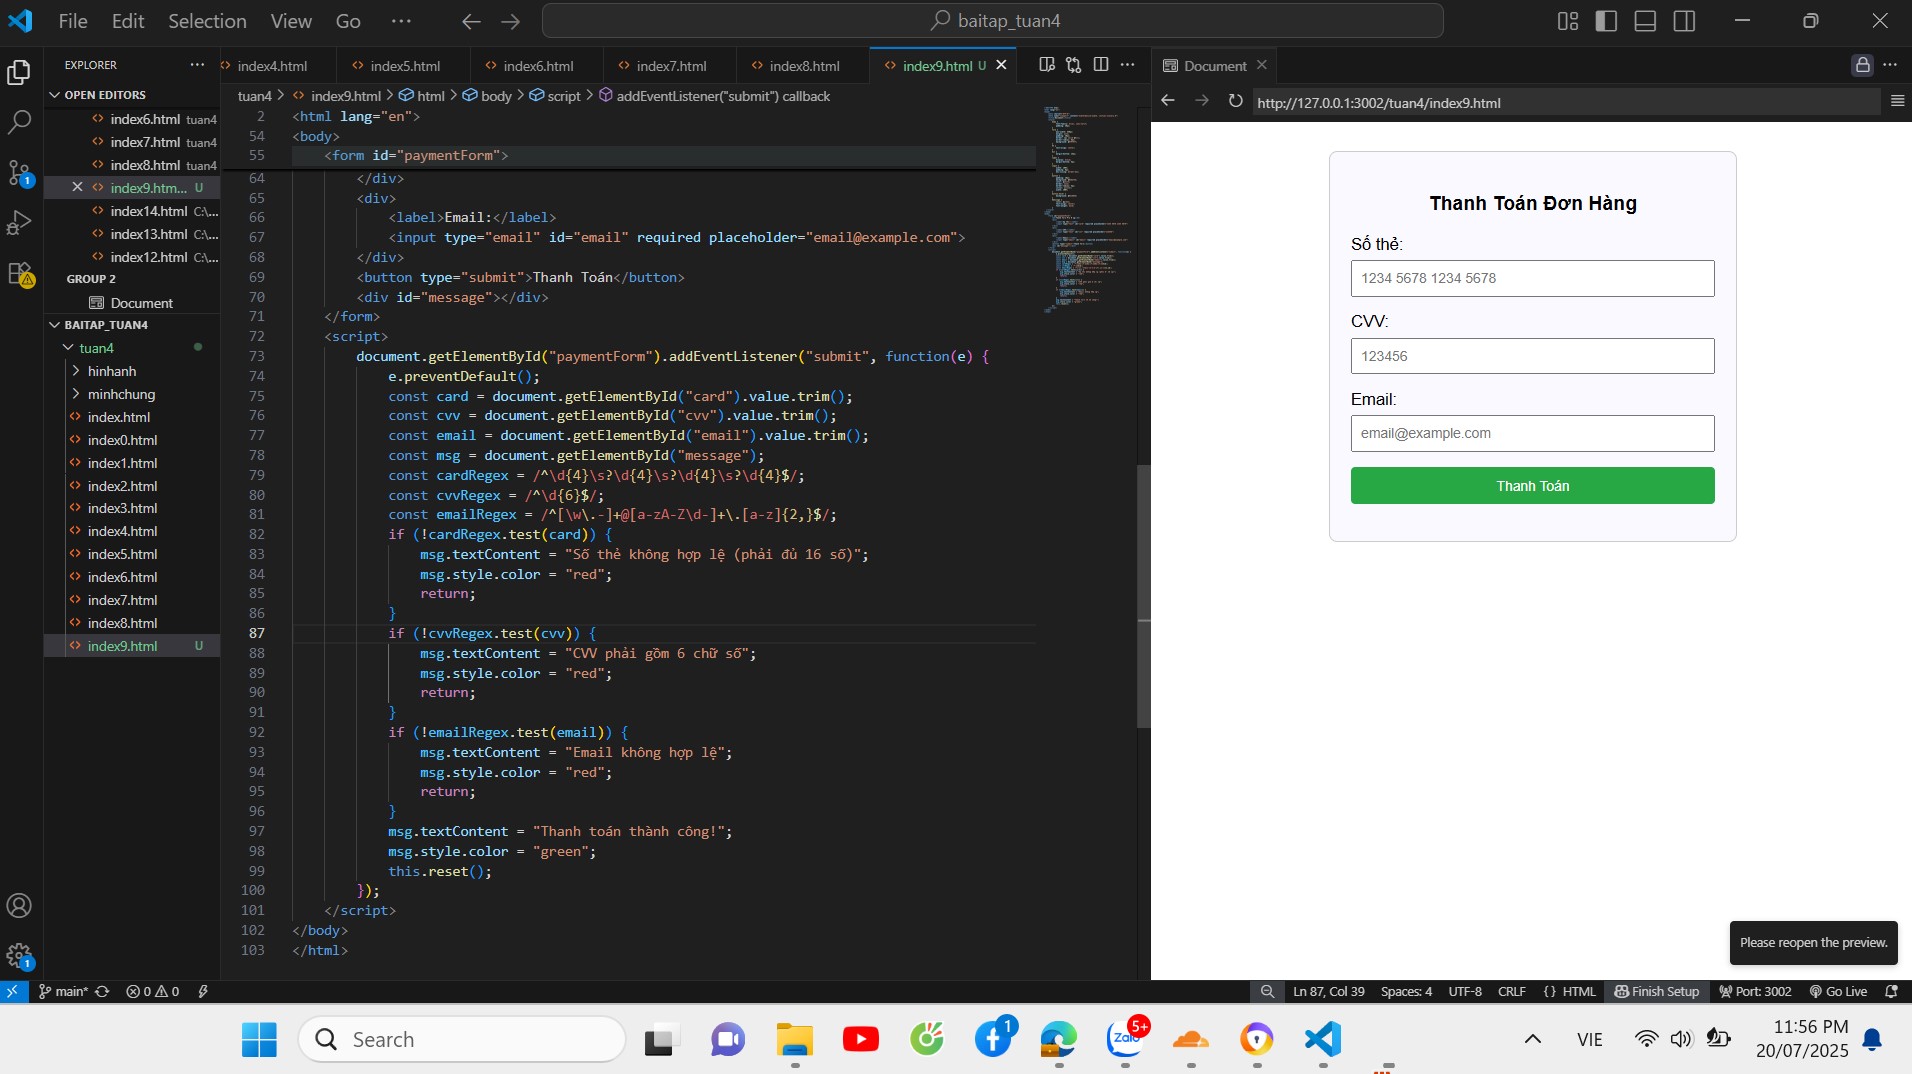 File Edit Selection View Go ··· baitap_tuan4
EXPLORER ···
OPEN EDITORS
index6.html tuan4
index7.html tuan4
index8.html tuan4
index9.htm... U
index14.html C:\...
index13.html C:\...
index12.html C:\...
GROUP 2
Document
BAITAP_TUAN4
tuan4
hinhanh
minhchung
index.html
index0.html
index1.html
index2.html
index3.html
index4.html
index5.html
index6.html
index7.html
index8.html
index9.html U
index4.html index5.html index6.html index7.html index8.html index9.html U
tuan4 > index9.html > html > body > script > addEventListener("submit") callback
2 <html lang="en">
54 <body>
55 <form id="paymentForm">
64 </div>
65 <div>
66 <label>Email:</label>
67 <input type="email" id="email" required placeholder="email@example.com">
68 </div>
69 <button type="submit">Thanh Toán</button>
70 <div id="message"></div>
71 </form>
72 <script>
73 document.getElementById("paymentForm").addEventListener("submit", function(e) {
74 e.preventDefault();
75 const card = document.getElementById("card").value.trim();
76 const cvv = document.getElementById("cvv").value.trim();
77 const email = document.getElementById("email").value.trim();
78 const msg = document.getElementById("message");
79 const cardRegex = /^\d{4}\s?\d{4}\s?\d{4}\s?\d{4}$/;
80 const cvvRegex = /^\d{6}$/;
81 const emailRegex = /^[\w\.-]+@[a-zA-Z\d-]+\.[a-z]{2,}$/;
82 if (!cardRegex.test(card)) {
83 msg.textContent = "Số thẻ không hợp lệ (phải đủ 16 số)";
84 msg.style.color = "red";
85 return;
86 }
87 if (!cvvRegex.test(cvv)) {
88 msg.textContent = "CVV phải gồm 6 chữ số";
89 msg.style.color = "red";
90 return;
91 }
92 if (!emailRegex.test(email)) {
93 msg.textContent = "Email không hợp lệ";
94 msg.style.color = "red";
95 return;
96 }
97 msg.textContent = "Thanh toán thành công!";
98 msg.style.color = "green";
99 this.reset();
100 });
101 </script>
102 </body>
103 </html>
Document
http://127.0.0.1:3002/tuan4/index9.html
Thanh Toán Đơn Hàng
Số thẻ:
1234 5678 1234 5678
CVV:
123456
Email:
email@example.com
Thanh Toán
Please reopen the preview.
main* 0 0 Ln 87, Col 39 Spaces: 4 UTF-8 CRLF {} HTML Finish Setup Port: 3002 Go Live
Search 1 Zalo 5+ VIE 11:56 PM
20/07/2025